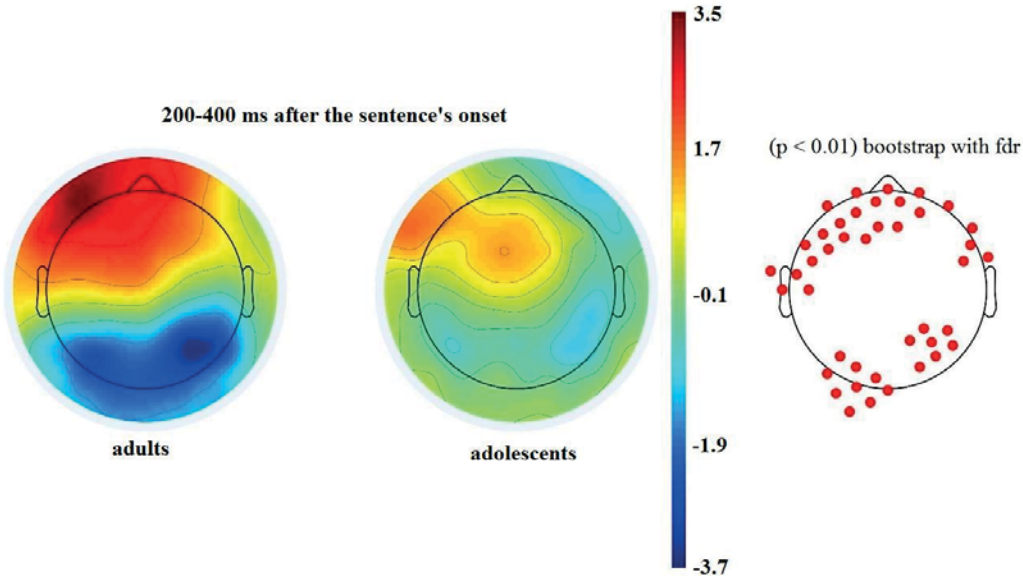 200-400 ms after the sentence's onset
adults
adolescents
3.5
1.7
-0.1
-1.9
-3.7
(p < 0.01) bootstrap with fdr